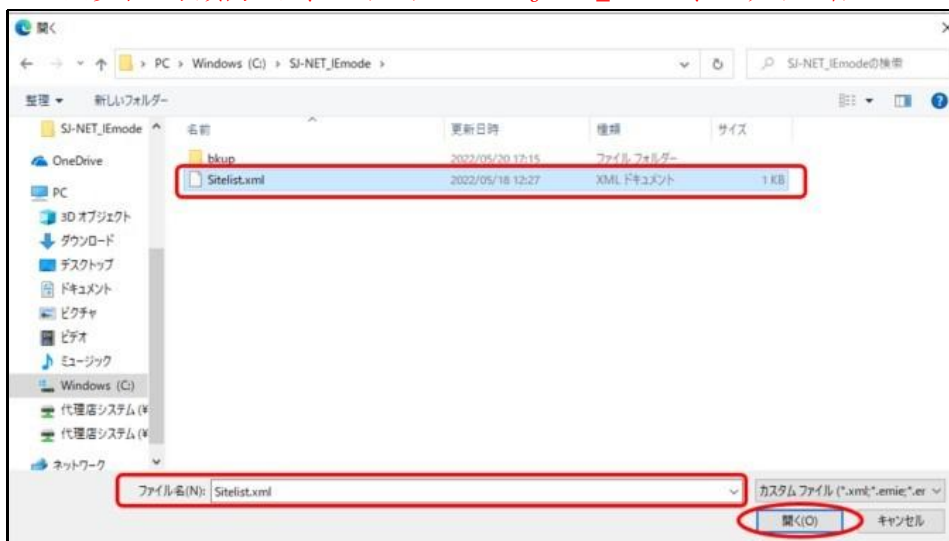 開く
PC › Windows (C:) › SJ-NET_IEmode ›
SJ-NET_IEmodeの検索
整理 新しいフォルダー
名前 更新日時 種類 サイズ
SJ-NET_IEmode
OneDrive
PC
3D オブジェクト
ダウンロード
デスクトップ
ドキュメント
ピクチャ
ビデオ
ミュージック
Windows (C:)
代理店システム (¥
代理店システム (¥
ネットワーク
bkup 2022/05/20 17:15 ファイル フォルダー
Sitelist.xml 2022/05/18 12:27 XML ドキュメント 1 KB
ファイル名(N): Sitelist.xml
カスタム ファイル (*.xml;*.emie;*.er
開く(O) キャンセル